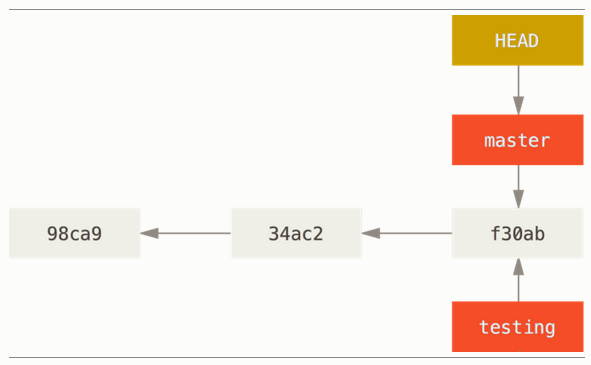 HEAD
master
98ca9
34ac2
f30ab
testing